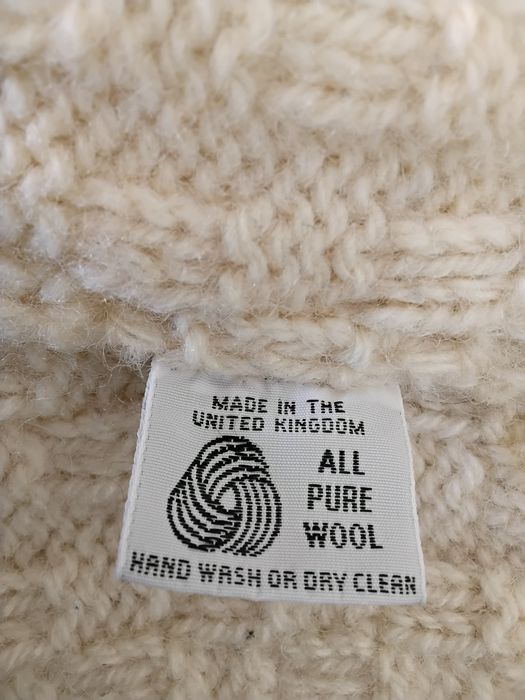 MADE IN THE
UNITED KINGDOM
ALL
PURE
WOOL
HAND WASH OR DRY CLEAN